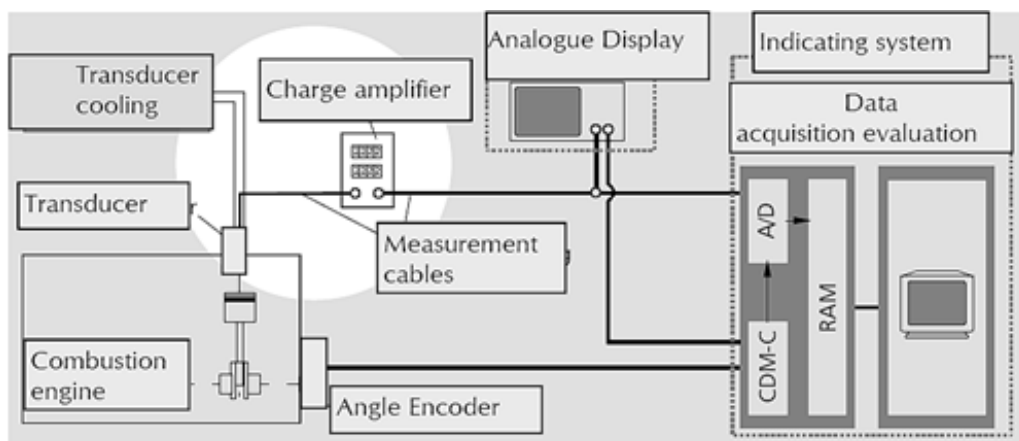 Transducer
cooling
Charge amplifier
Analogue Display
Indicating system
Data
acquisition evaluation
Transducer
Measurement
cables
A/D
RAM
CDM-C
Combustion
engine
Angle Encoder